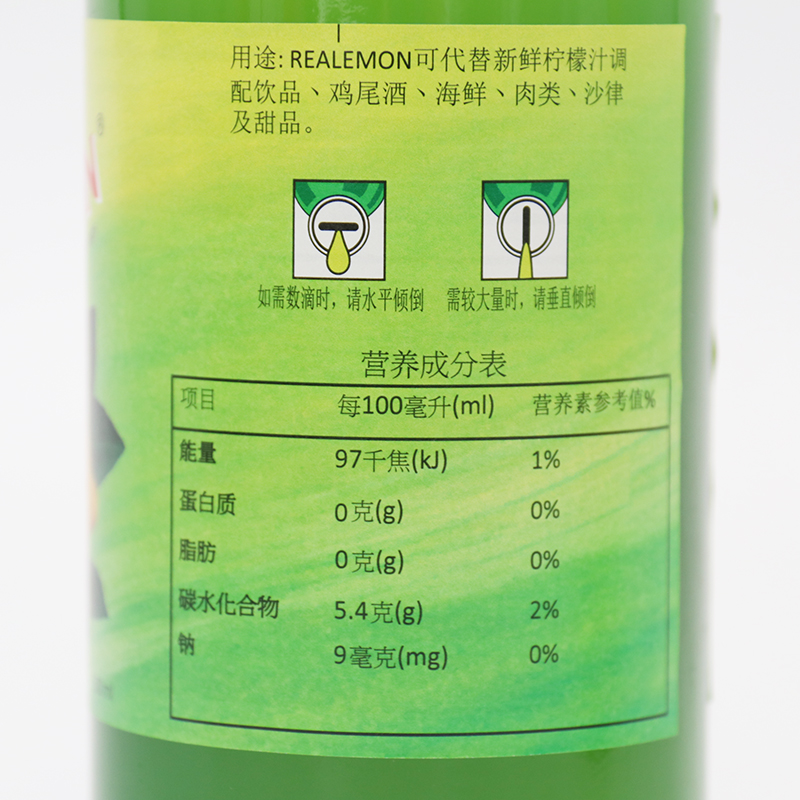 用途: REALEMON可代替新鲜柠檬汁调
配饮品、鸡尾酒、海鲜、肉类、沙律
及甜品。
®
如需数滴时，请水平倾倒
需较大量时，请垂直倾倒
营养成分表
项目 每100毫升(ml) 营养素参考值%
能量 97千焦(kJ) 1%
蛋白质 0克(g) 0%
脂肪 0克(g) 0%
碳水化合物 5.4克(g) 2%
钠 9毫克(mg) 0%